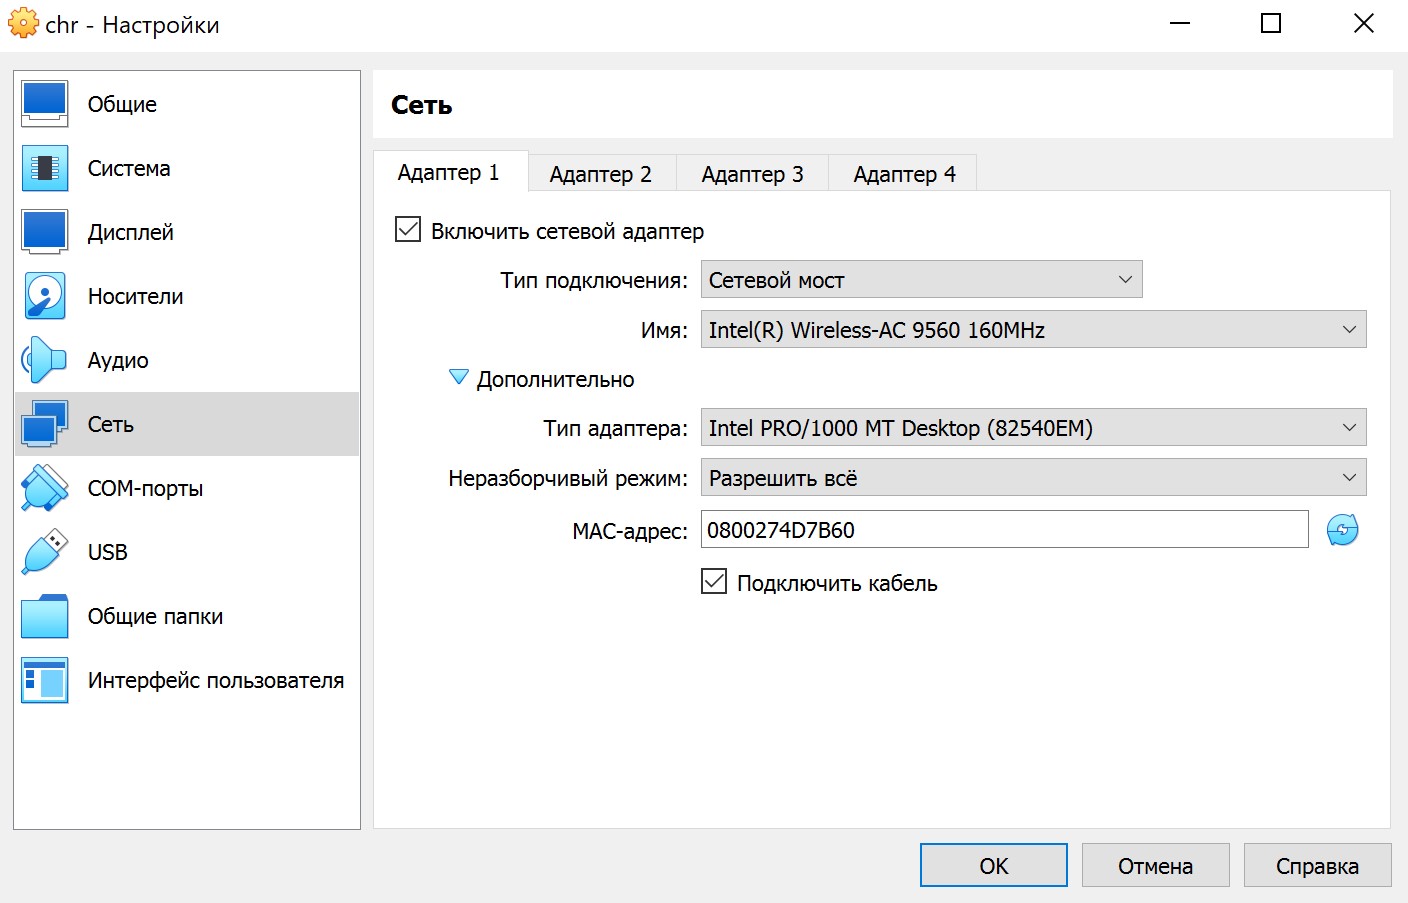 chr - Настройки
Общие
Система
Дисплей
Носители
Аудио
Сеть
COM-порты
USB
Общие папки
Интерфейс пользователя
Сеть
Адаптер 1 Адаптер 2 Адаптер 3 Адаптер 4
Включить сетевой адаптер
Тип подключения: Сетевой мост
Имя: Intel(R) Wireless-AC 9560 160MHz
Дополнительно
Тип адаптера: Intel PRO/1000 MT Desktop (82540EM)
Неразборчивый режим: Разрешить всё
MAC-адрес: 0800274D7B60
Подключить кабель
OK Отмена Справка